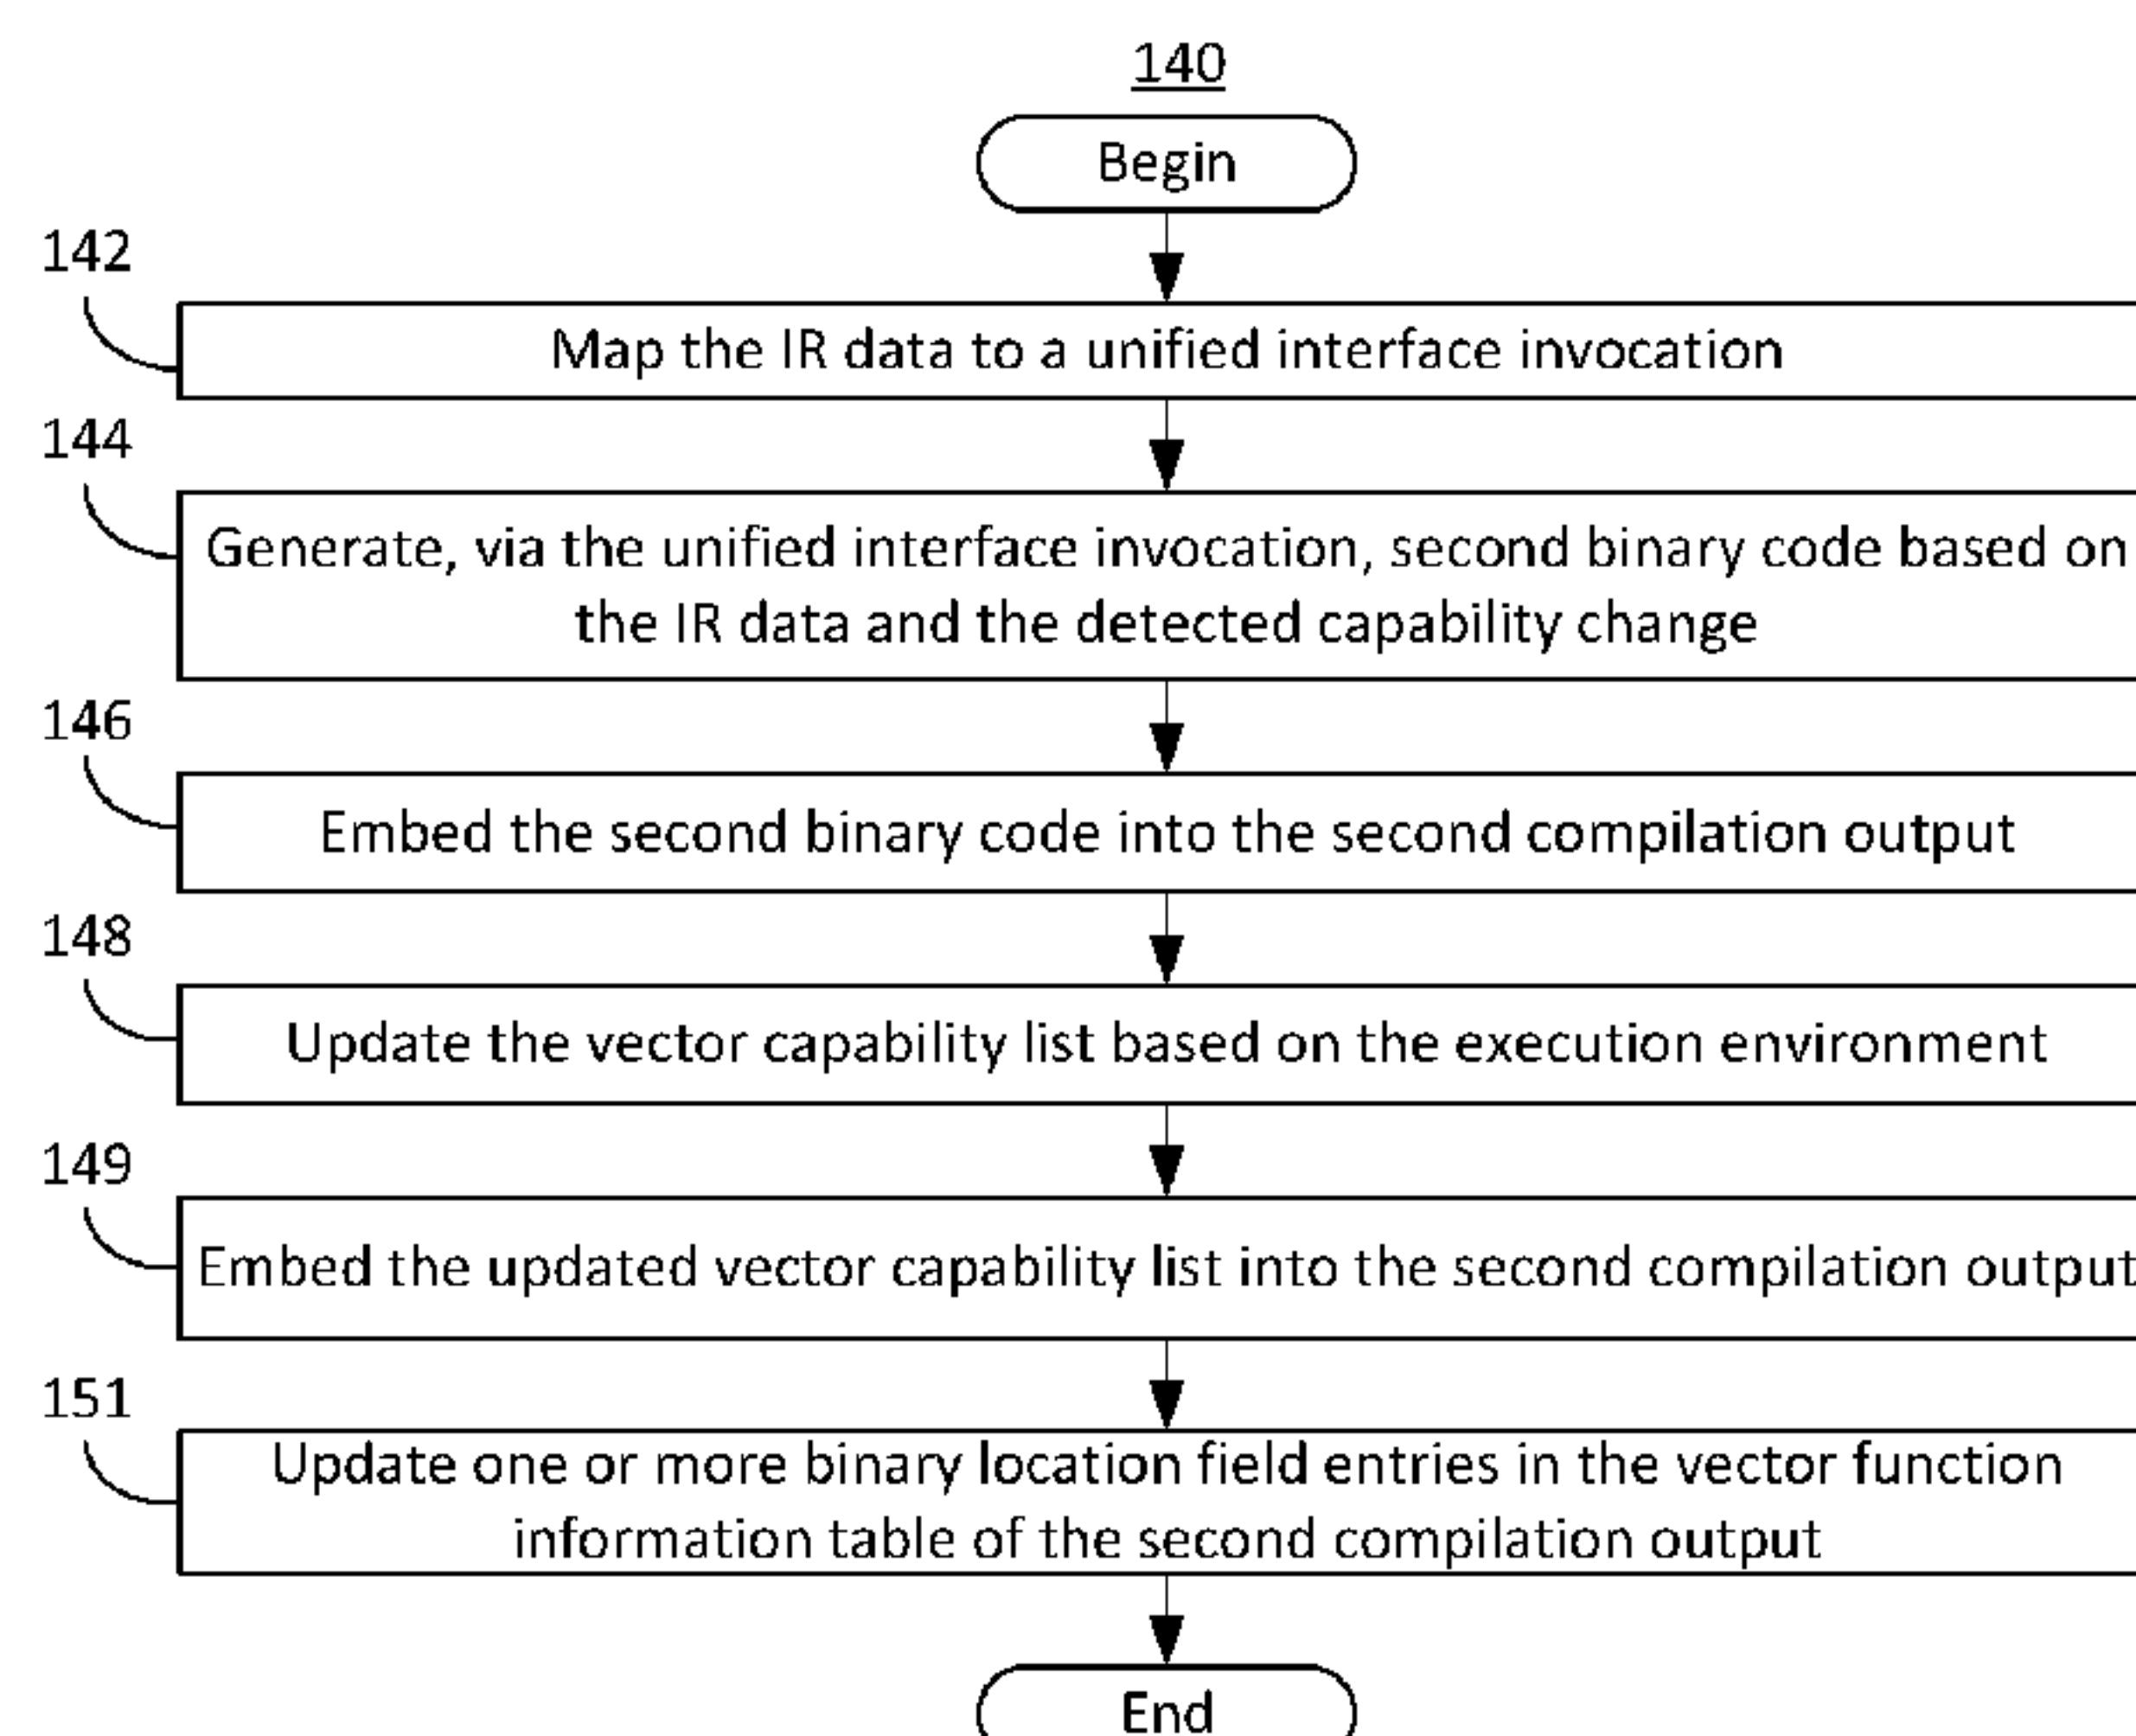 140
Begin
142
Map the IR data to a unified interface invocation
144
Generate, via the unified interface invocation, second binary code based on
the IR data and the detected capability change
146
Embed the second binary code into the second compilation output
148
Update the vector capability list based on the execution environment
149
Embed the updated vector capability list into the second compilation output
151
Update one or more binary location field entries in the vector function
information table of the second compilation output
End